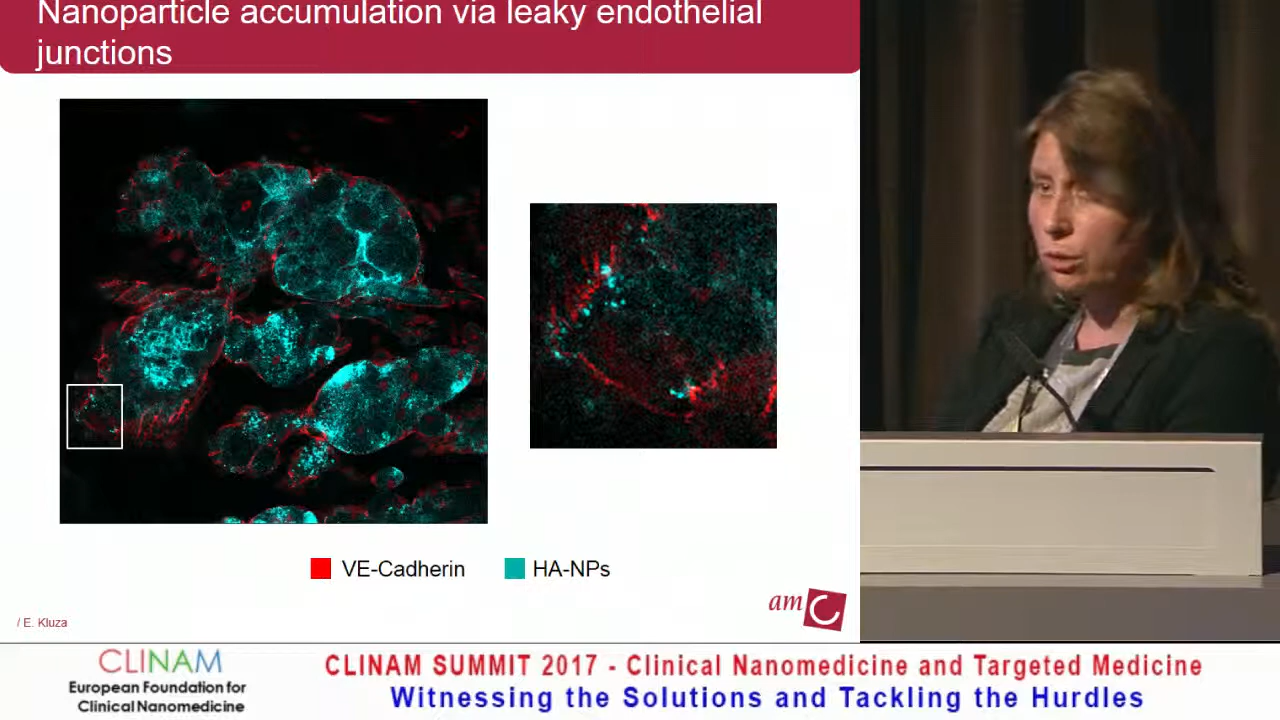 Nanoparticle accumulation via leaky endothelial
junctions
VE-Cadherin
HA-NPs
amc
/ E. Kluza
CLINAM
European Foundation for
Clinical Nanomedicine
CLINAM SUMMIT 2017 - Clinical Nanomedicine and Targeted Medicine
Witnessing the Solutions and Tackling the Hurdles